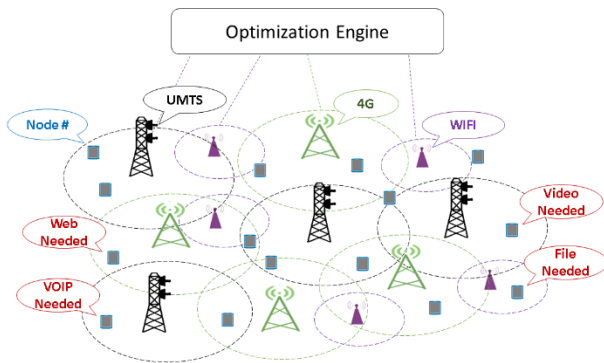 Optimization Engine
UMTS
4G
Node #
WIFI
Web
Needed
Video
Needed
VOIP
Needed
File
Needed